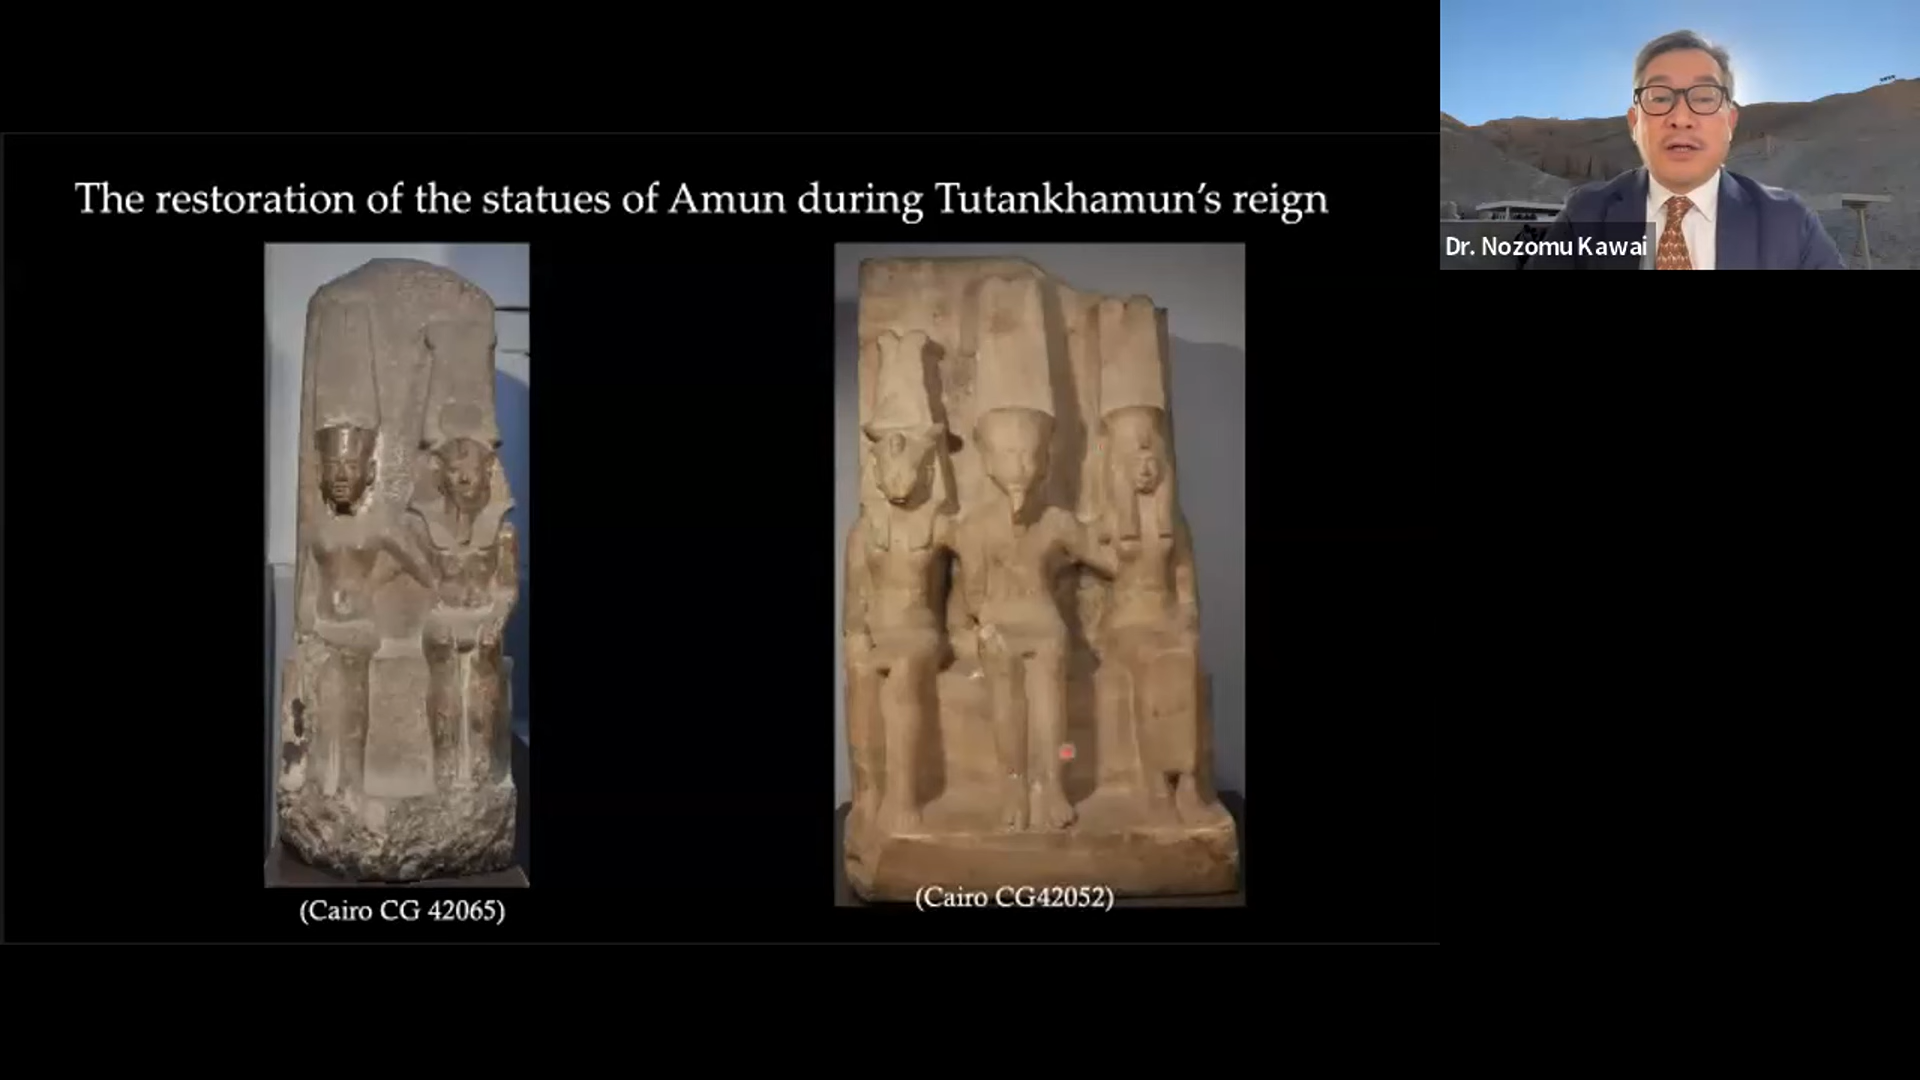 The restoration of the statues of Amun during Tutankhamun's reign
Dr. Nozomu Kawai
(Cairo CG 42065)
(Cairo CG42052)